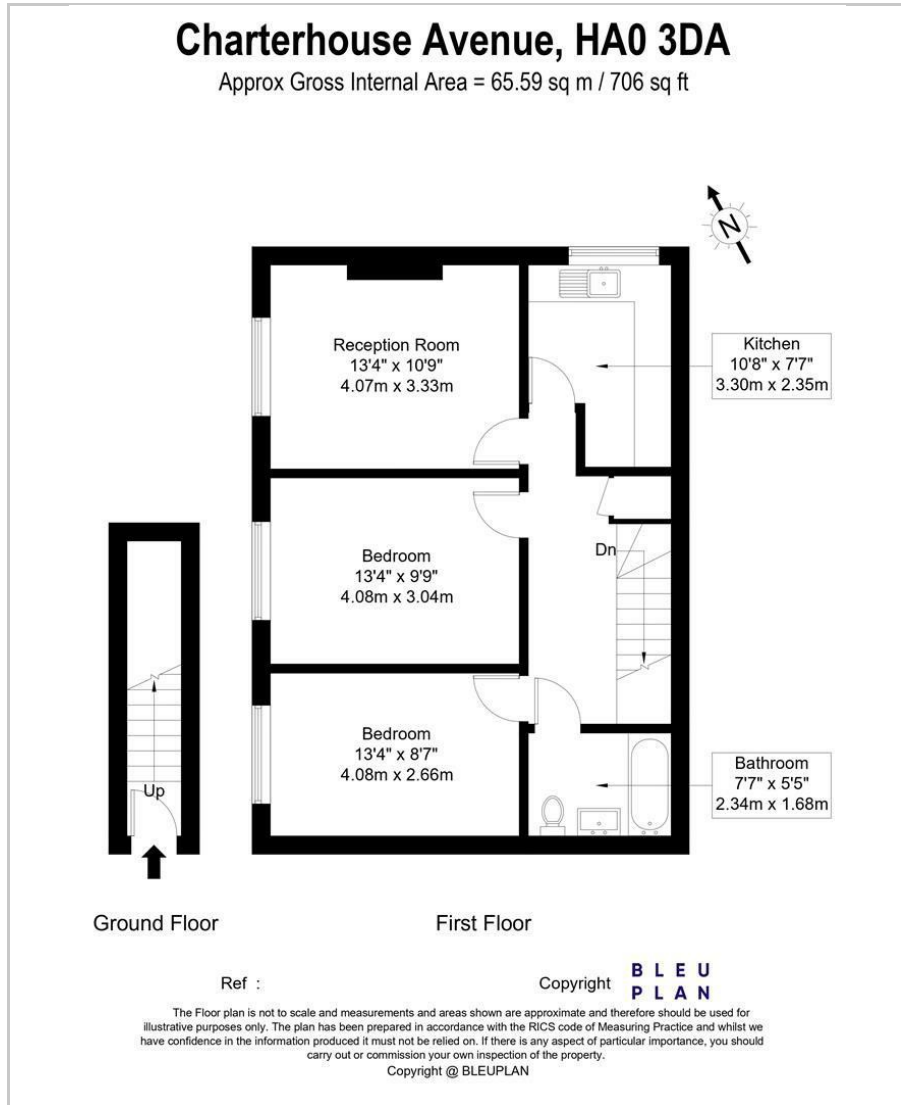 Charterhouse Avenue, HA0 3DA
Approx Gross Internal Area = 65.59 sq m / 706 sq ft
N
Reception Room
13'4" x 10'9"
4.07m x 3.33m
Kitchen
10'8" x 7'7"
3.30m x 2.35m
Bedroom
13'4" x 9'9"
4.08m x 3.04m
Dn
Bedroom
13'4" x 8'7"
4.08m x 2.66m
Bathroom
7'7" x 5'5"
2.34m x 1.68m
Up
Ground Floor
First Floor
Ref :
Copyright
BLEU
PLAN
The Floor plan is not to scale and measurements and areas shown are approximate and therefore should be used for
illustrative purposes only. The plan has been prepared in accordance with the RICS code of Measuring Practice and whilst we
have confidence in the information produced it must not be relied on. If there is any aspect of particular importance, you should
carry out or commission your own inspection of the property.
Copyright @ BLEUPLAN